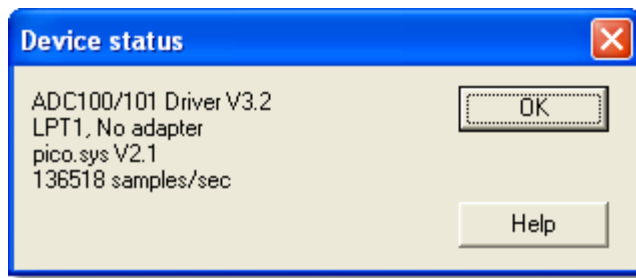 Device status
ADC100/101 Driver V3.2
LPT1, No adapter
pico.sys V2.1
136518 samples/sec
OK
Help